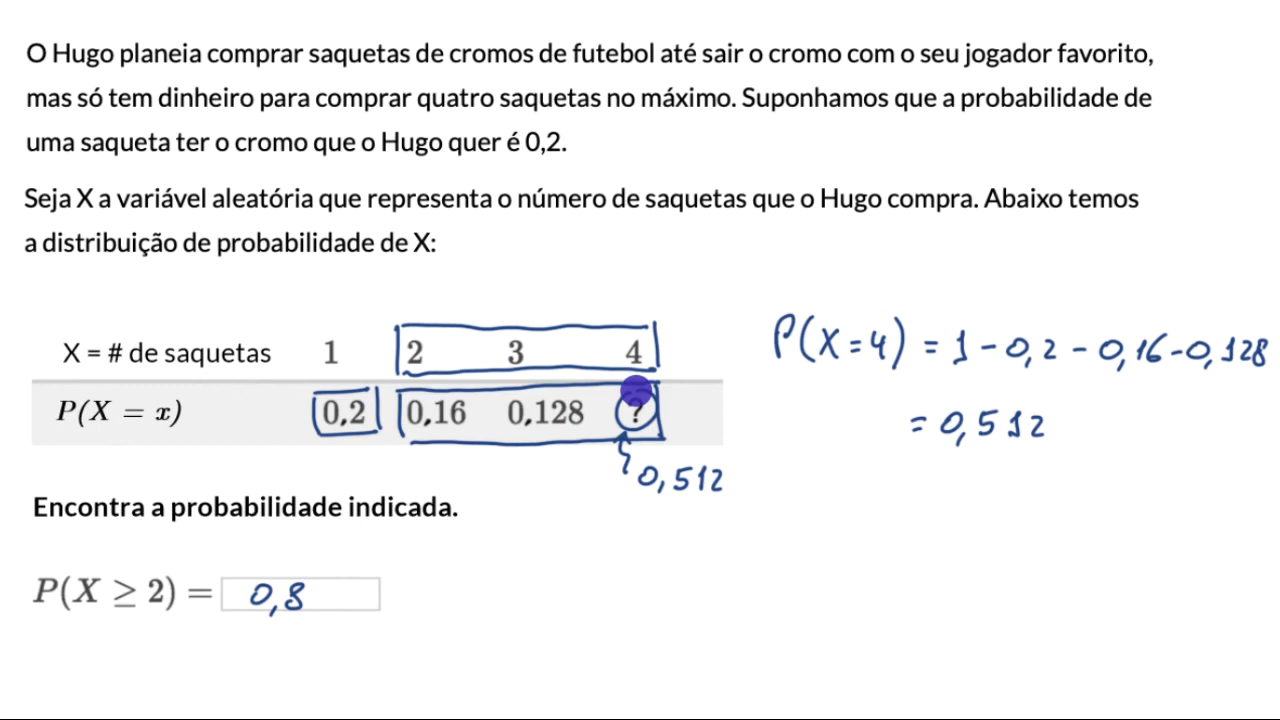 O Hugo planeia comprar saquetas de cromos de futebol até sair o cromo com o seu jogador favorito,
mas só tem dinheiro para comprar quatro saquetas no máximo. Suponhamos que a probabilidade de
uma saqueta ter o cromo que o Hugo quer é 0,2.
Seja X a variável aleatória que representa o número de saquetas que o Hugo compra. Abaixo temos
a distribuição de probabilidade de X:
X = # de saquetas 1 2 3 4
P(X = x) 0,2 0,16 0,128 ?
0,512
P(X=4) = 1 - 0,2 - 0,16 - 0,128
= 0,512
Encontra a probabilidade indicada.
P(X ≥ 2) = 0,8